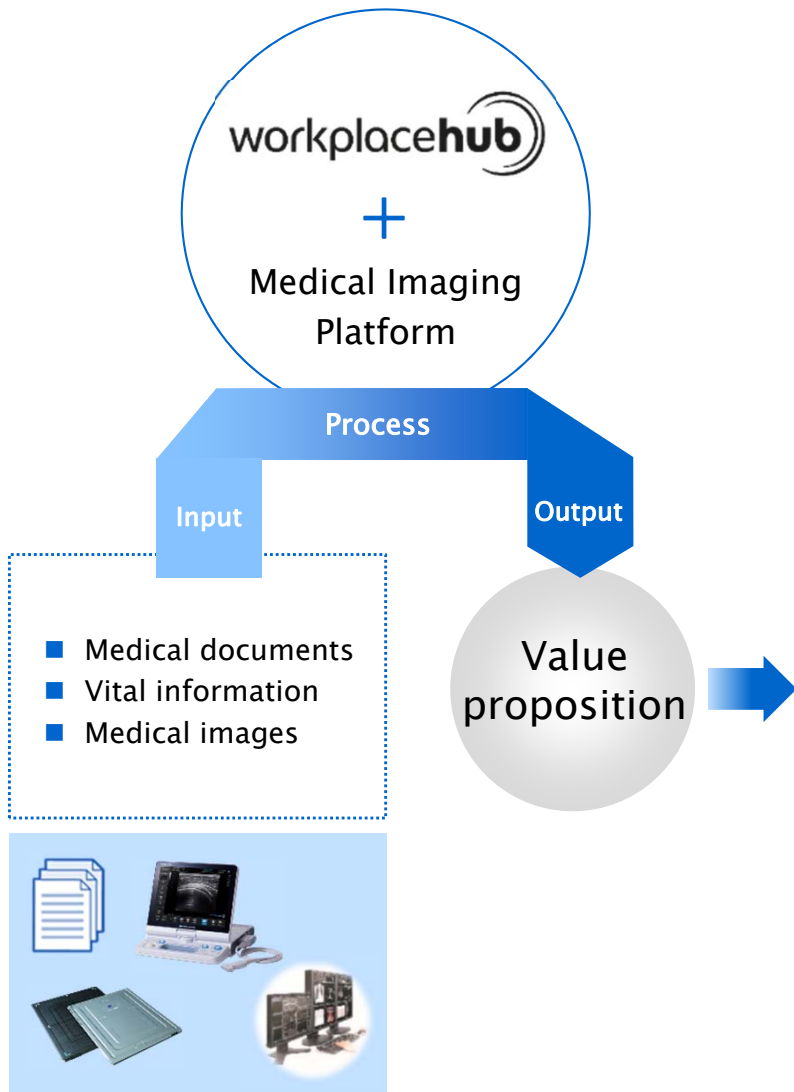 workplacehub
+
Medical Imaging
Platform
Process
Input
Output
Medical documents
Vital information
Medical images
Value
proposition